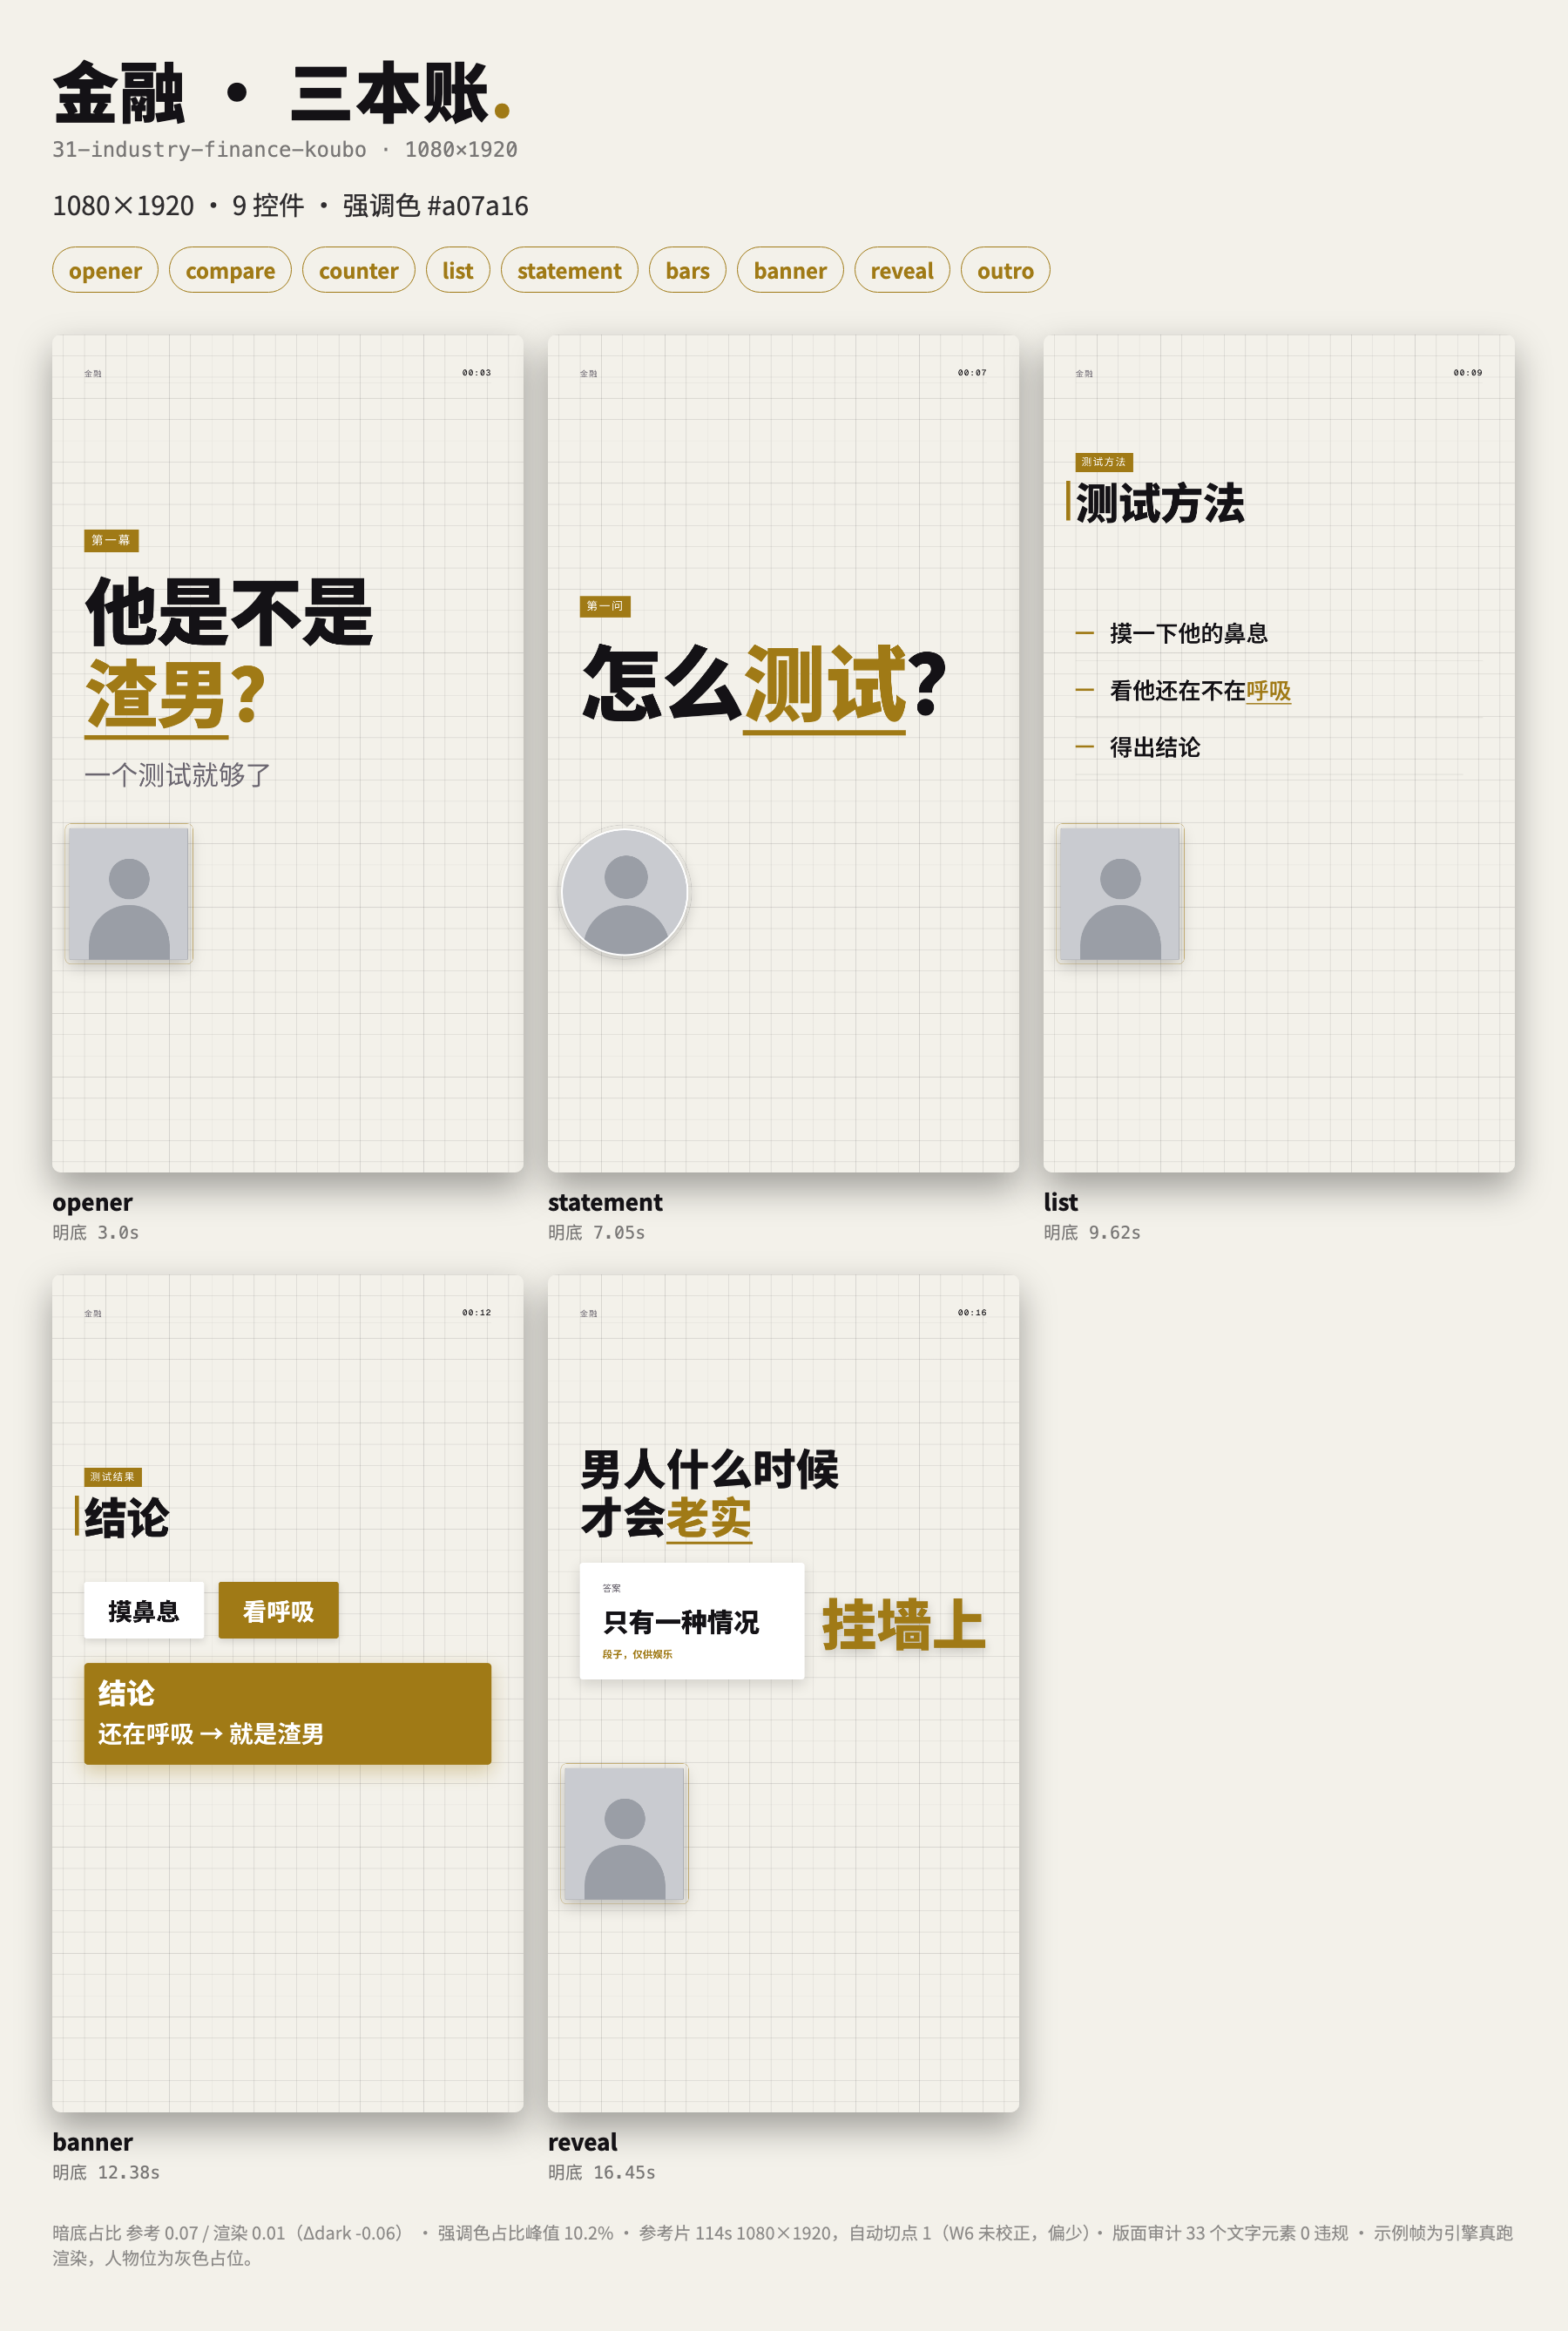 金融 · 三本账.
31-industry-finance-koubo · 1080×1920
1080×1920 · 9 控件 · 强调色 #a07a16
opener compare counter list statement bars banner reveal outro
金融 00:03
第一幕
他是不是
渣男?
一个测试就够了
opener
明底 3.0s
金融 00:07
第一问
怎么测试?
statement
明底 7.05s
金融 00:09
测试方法
测试方法
— 摸一下他的鼻息
— 看他还在不在呼吸
— 得出结论
list
明底 9.62s
金融 00:12
测试结果
结论
摸鼻息 看呼吸
结论
还在呼吸 → 就是渣男
banner
明底 12.38s
金融 00:16
男人什么时候
才会老实
答案
只有一种情况
段子，仅供娱乐
挂墙上
reveal
明底 16.45s
暗底占比 参考 0.07 / 渲染 0.01（Δdark -0.06） · 强调色占比峰值 10.2% · 参考片 114s 1080×1920，自动切点 1（W6 未校正，偏少）· 版面审计 33 个文字元素 0 违规 · 示例帧为引擎真跑
渲染，人物位为灰色占位。